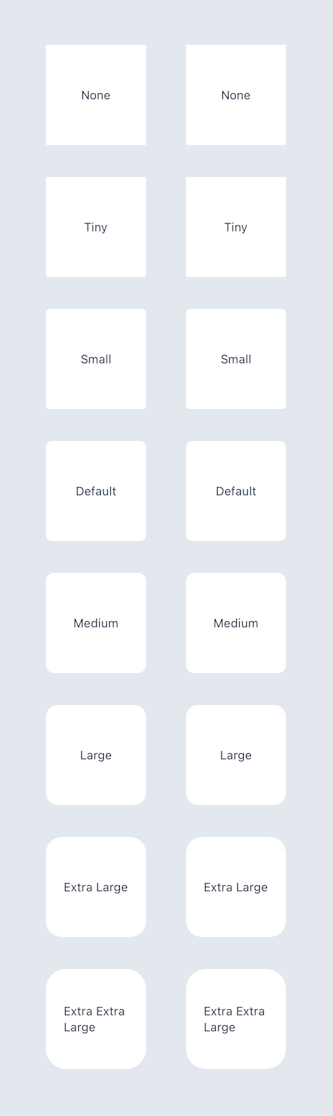 None
None
Tiny
Tiny
Small
Small
Default
Default
Medium
Medium
Large
Large
Extra Large
Extra Large
Extra Extra
Large
Extra Extra
Large